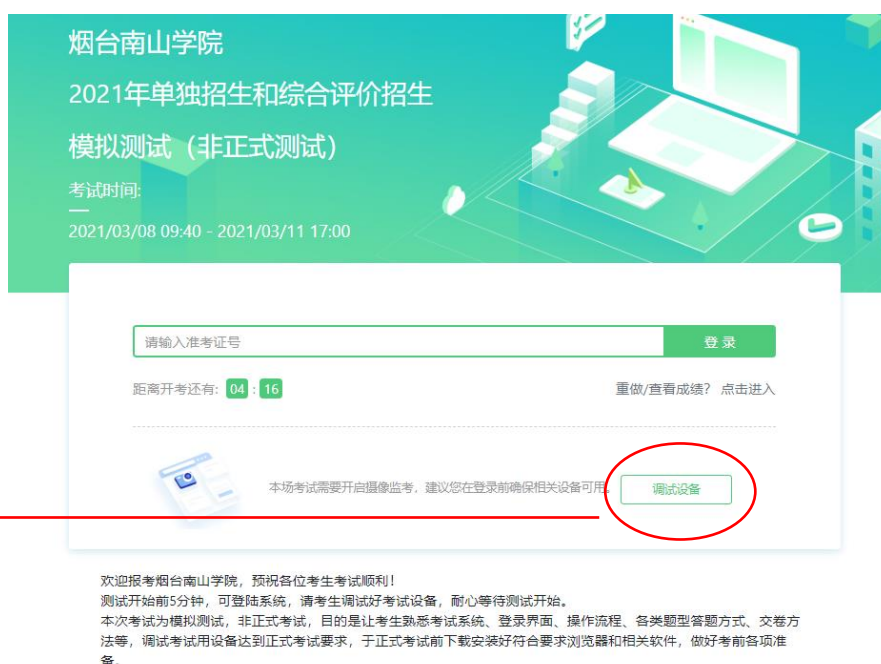 烟台南山学院
2021年单独招生和综合评价招生
模拟测试（非正式测试）
考试时间:
2021/03/08 09:40 - 2021/03/11 17:00
请输入准考证号
登 录
距离开考还有: 04 : 16
重做/查看成绩? 点击进入
本场考试需要开启摄像监考，建议您在登录前确保相关设备可用。
调试设备
欢迎报考烟台南山学院，预祝各位考生考试顺利！
测试开始前5分钟，可登陆系统，请考生调试好考试设备，耐心等待测试开始。
本次考试为模拟测试，非正式考试，目的是让考生熟悉考试系统、登录界面、操作流程、各类题型答题方式、交卷方
法等，调试考试用设备达到正式考试要求，于正式考试前下载安装好符合要求浏览器和相关软件，做好考前各项准
备。